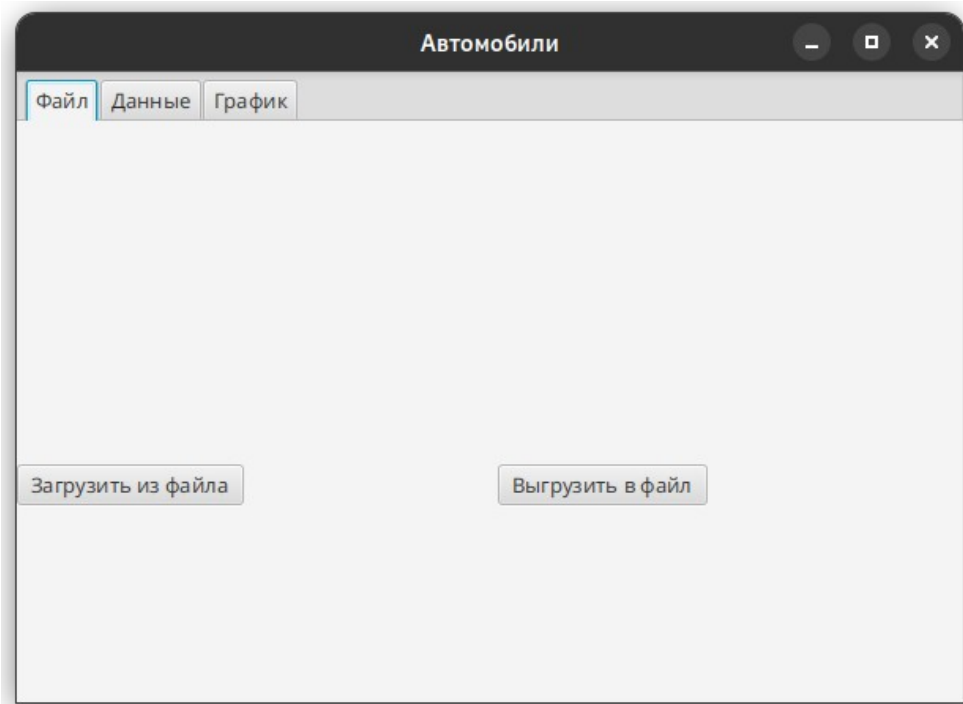 Автомобили
Файл Данные График
Загрузить из файла Выгрузить в файл